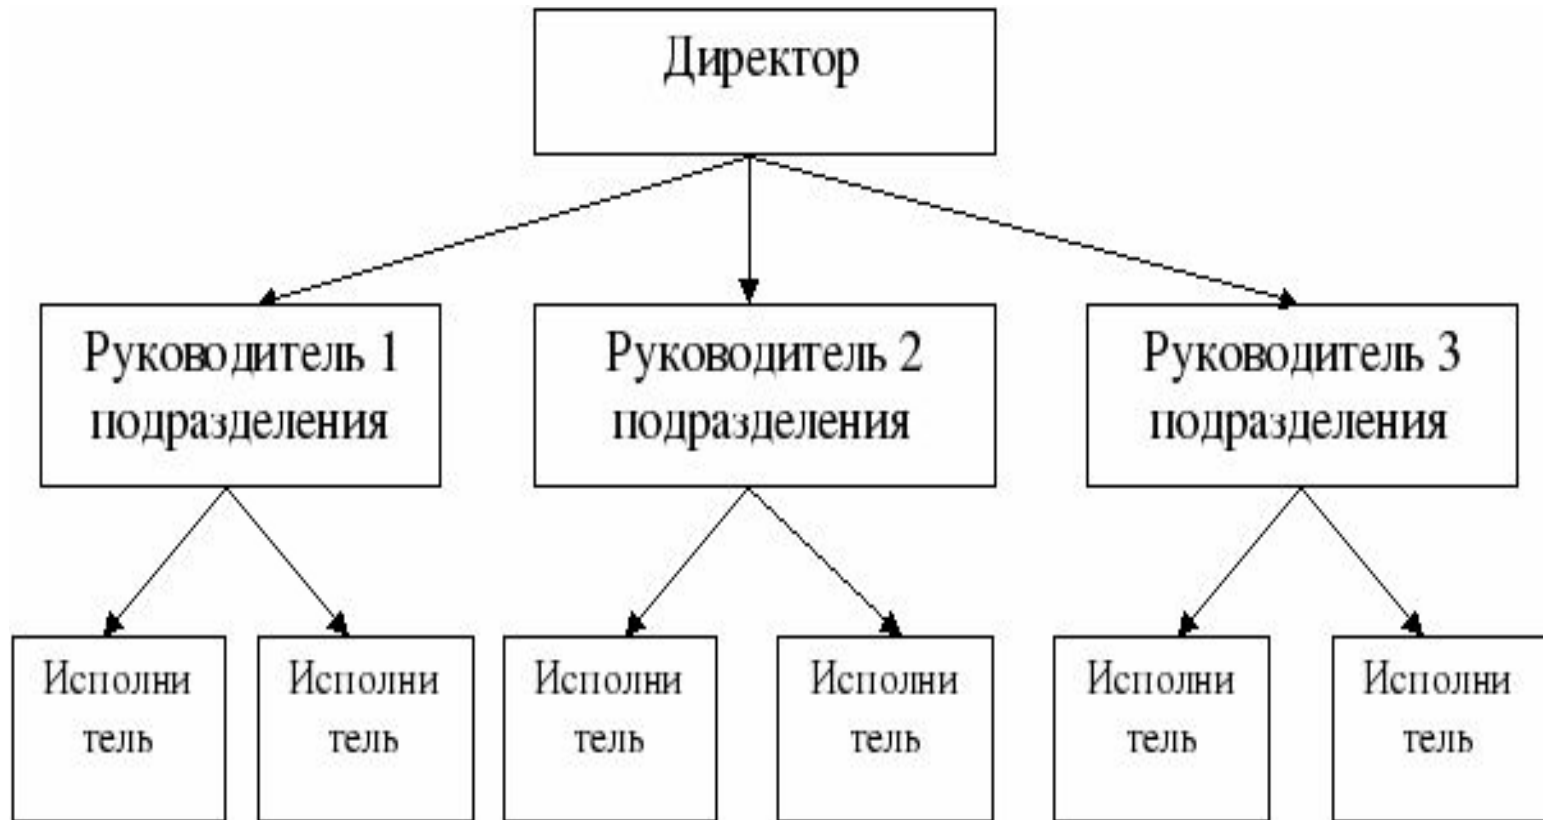 Директор
Руководитель 1
подразделения
Руководитель 2
подразделения
Руководитель 3
подразделения
Исполни
тель
Исполни
тель
Исполни
тель
Исполни
тель
Исполни
тель
Исполни
тель